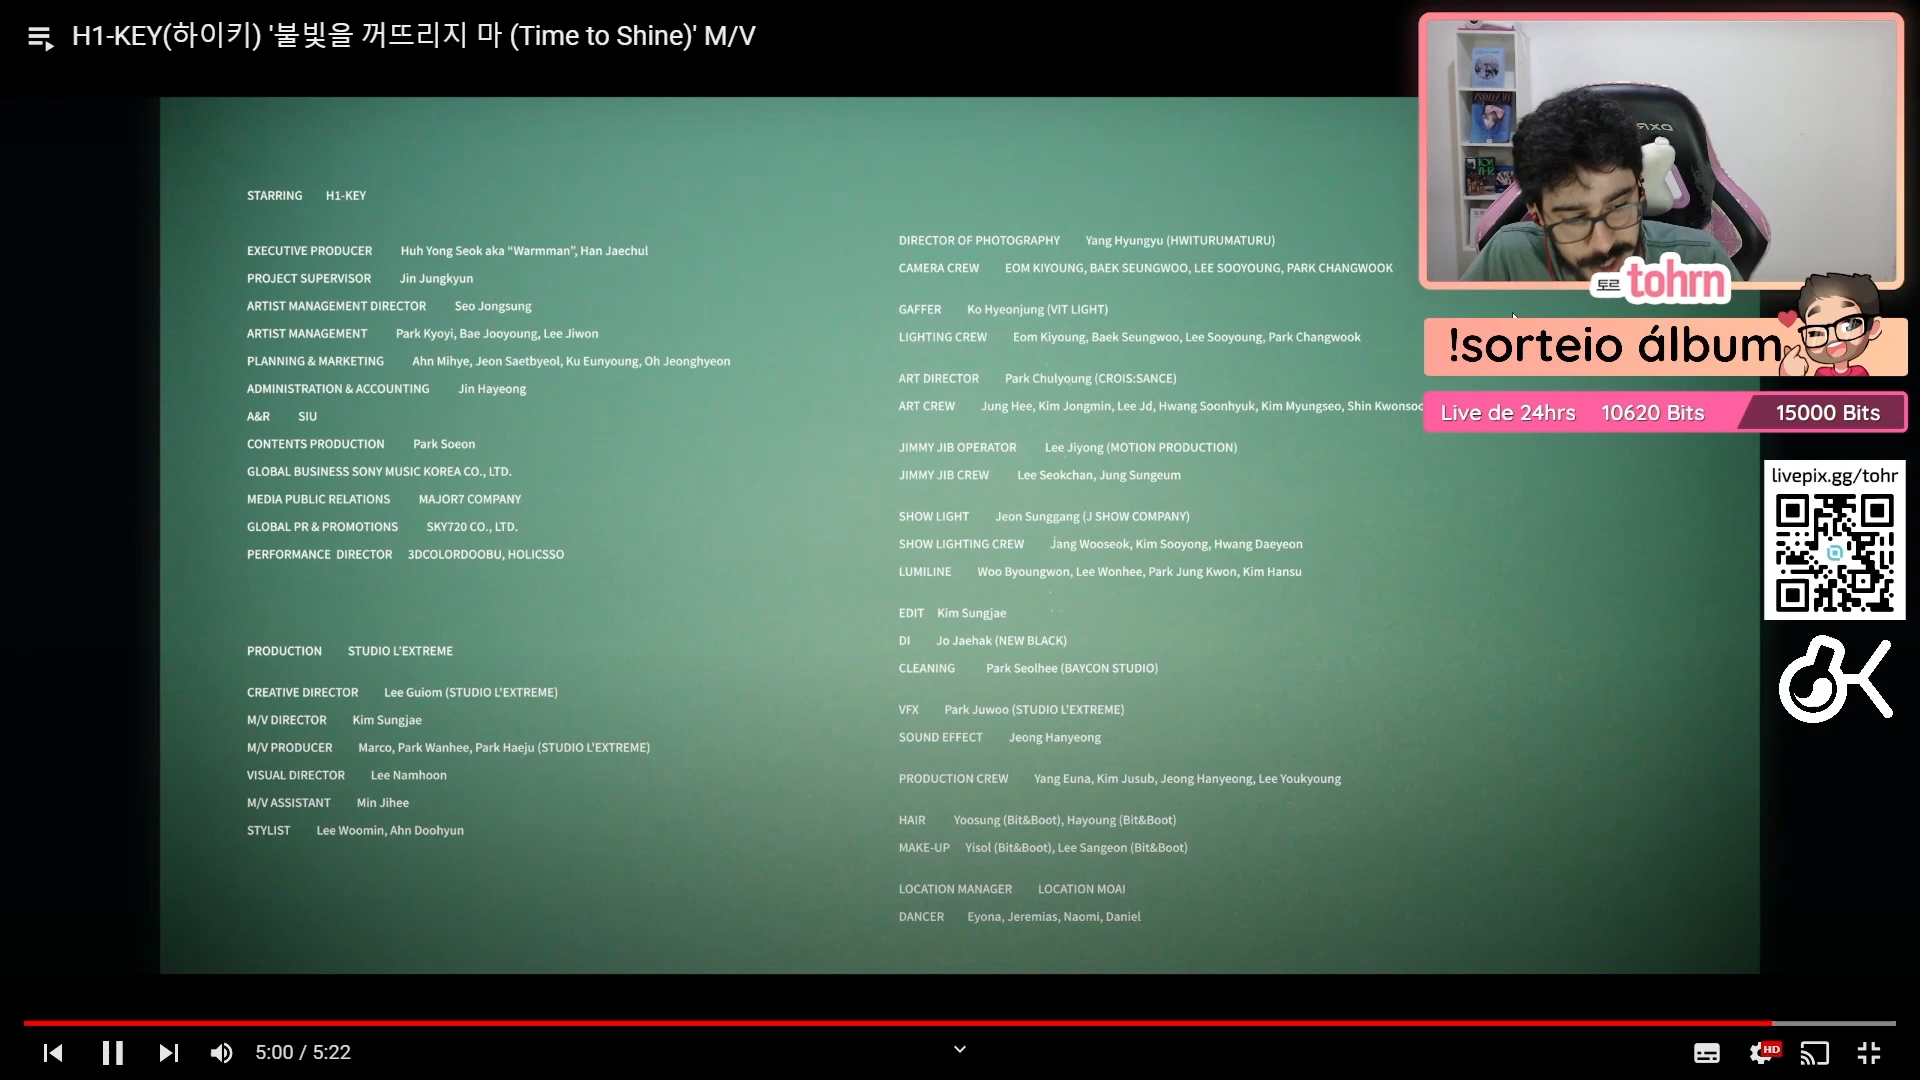 H1-KEY(하이키) '불빛을 꺼뜨리지 마 (Time to Shine)' M/V
STARRING H1-KEY
EXECUTIVE PRODUCER Huh Yong Seok aka “Warmman”, Han Jaechul
PROJECT SUPERVISOR Jin Jungkyun
ARTIST MANAGEMENT DIRECTOR Seo Jongsung
ARTIST MANAGEMENT Park Kyoyi, Bae Jooyoung, Lee Jiwon
PLANNING & MARKETING Ahn Mihye, Jeon Saetbyeol, Ku Eunyoung, Oh Jeonghyeon
ADMINISTRATION & ACCOUNTING Jin Hayeong
A&R SIU
CONTENTS PRODUCTION Park Soeon
GLOBAL BUSINESS SONY MUSIC KOREA CO., LTD.
MEDIA PUBLIC RELATIONS MAJOR7 COMPANY
GLOBAL PR & PROMOTIONS SKY720 CO., LTD.
PERFORMANCE DIRECTOR 3DCOLORDOOBU, HOLICSSO
PRODUCTION STUDIO L'EXTREME
CREATIVE DIRECTOR Lee Guiom (STUDIO L'EXTREME)
M/V DIRECTOR Kim Sungjae
M/V PRODUCER Marco, Park Wanhee, Park Haeju (STUDIO L'EXTREME)
VISUAL DIRECTOR Lee Namhoon
M/V ASSISTANT Min Jihee
STYLIST Lee Woomin, Ahn Doohyun
DIRECTOR OF PHOTOGRAPHY Yang Hyungyu (HWITURUMATURU)
CAMERA CREW EOM KIYOUNG, BAEK SEUNGWOO, LEE SOOYOUNG, PARK CHANGWOOK
GAFFER Ko Hyeonjung (VIT LIGHT)
LIGHTING CREW Eom Kiyoung, Baek Seungwoo, Lee Sooyoung, Park Changwook
ART DIRECTOR Park Chulyoung (CROIS:SANCE)
ART CREW Jung Hee, Kim Jongmin, Lee Jd, Hwang Soonhyuk, Kim Myungseo, Shin Kwonsoo
JIMMY JIB OPERATOR Lee Jiyong (MOTION PRODUCTION)
JIMMY JIB CREW Lee Seokchan, Jung Sungeum
SHOW LIGHT Jeon Sunggang (J SHOW COMPANY)
SHOW LIGHTING CREW Jang Wooseok, Kim Sooyong, Hwang Daeyeon
LUMILINE Woo Byoungwon, Lee Wonhee, Park Jung Kwon, Kim Hansu
EDIT Kim Sungjae
DI Jo Jaehak (NEW BLACK)
CLEANING Park Seolhee (BAYCON STUDIO)
VFX Park Juwoo (STUDIO L'EXTREME)
SOUND EFFECT Jeong Hanyeong
PRODUCTION CREW Yang Euna, Kim Jusub, Jeong Hanyeong, Lee Youkyoung
HAIR Yoosung (Bit&Boot), Hayoung (Bit&Boot)
MAKE-UP Yisol (Bit&Boot), Lee Sangeon (Bit&Boot)
LOCATION MANAGER LOCATION MOAI
DANCER Eyona, Jeremias, Naomi, Daniel
DXR
토르 tohrn
!sorteio álbum
Live de 24hrs 10620 Bits 15000 Bits
livepix.gg/tohr
5:00 / 5:22
HD